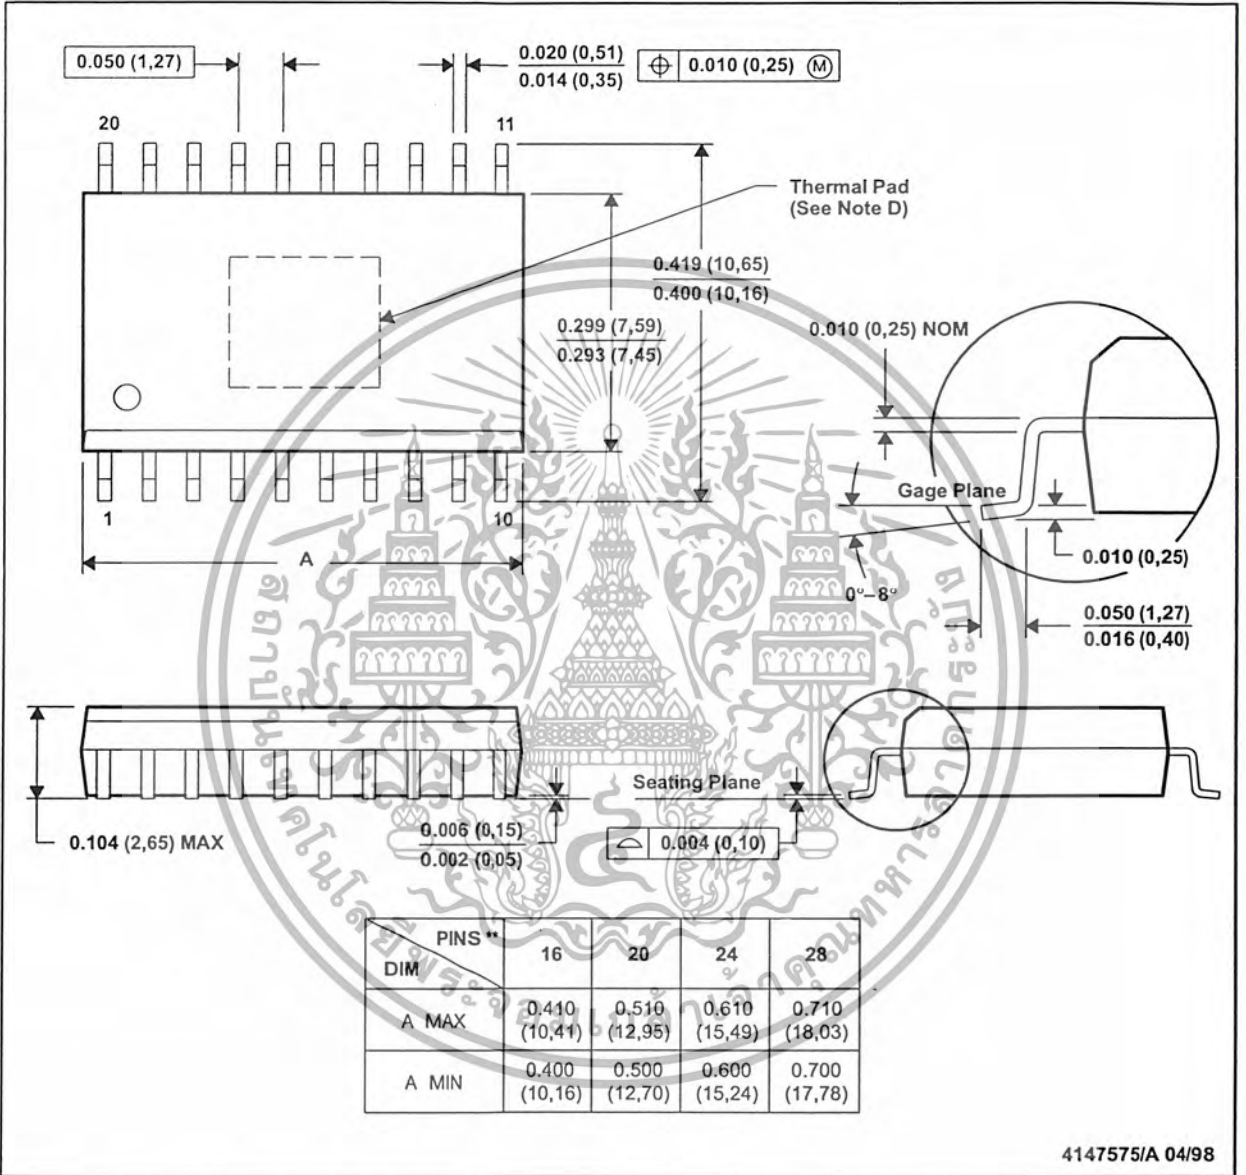 0.050 (1,27)
0.020 (0,51)
0.014 (0,35)
0.010 (0,25) Ⓜ
20
11
Thermal Pad
(See Note D)
0.419 (10,65)
0.400 (10,16)
0.299 (7,59)
0.293 (7,45)
0.010 (0,25) NOM
Gage Plane
1
10
A
0.010 (0,25)
0°–8°
0.050 (1,27)
0.016 (0,40)
Seating Plane
0.104 (2,65) MAX
0.006 (0,15)
0.002 (0,05)
0.004 (0,10)
PINS ** 16 20 24 28
DIM
A MAX 0.410 (10,41) 0.510 (12,95) 0.610 (15,49) 0.710 (18,03)
A MIN 0.400 (10,16) 0.500 (12,70) 0.600 (15,24) 0.700 (17,78)
4147575/A 04/98